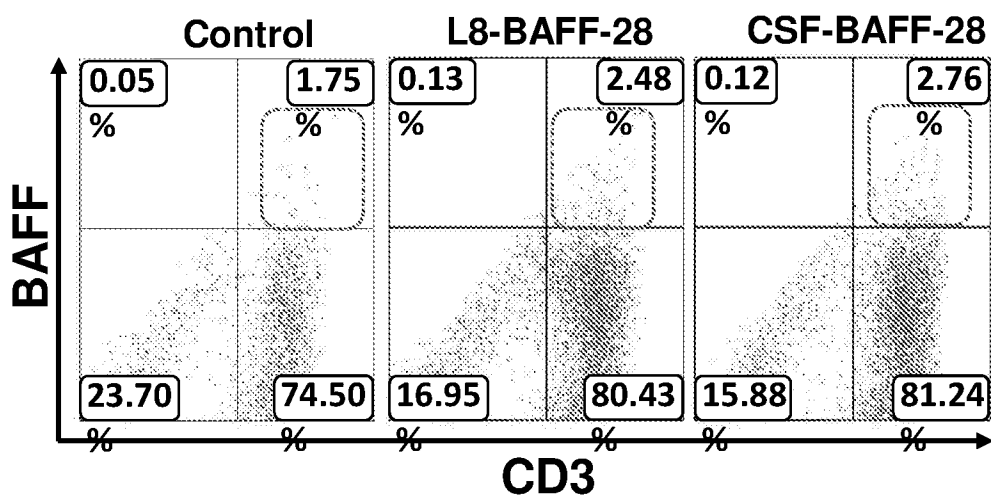 Control L8-BAFF-28 CSF-BAFF-28
0.05 1.75 0.13 2.48 0.12 2.76
% % % % % %
BAFF
23.70 74.50 16.95 80.43 15.88 81.24
% % % % % %
CD3